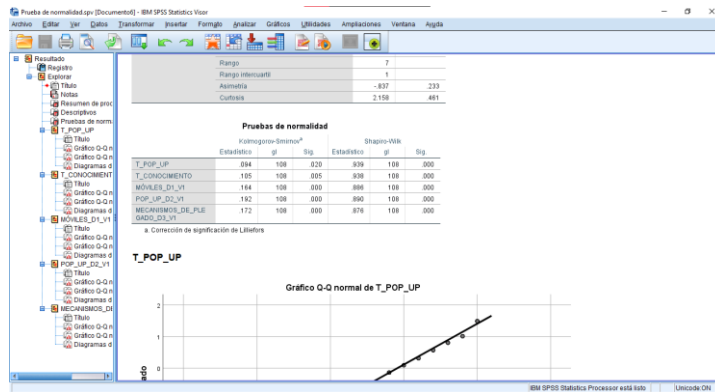 Prueba de normalidad.spv [Documento6] - IBM SPSS Statistics Visor
Archivo Editar Ver Datos Transformar Insertar Formato Analizar Gráficos Utilidades Ampliaciones Ventana Ayuda
Resultado
Registro
Explorar
Título
Notas
Resumen de proc
Descriptivos
Pruebas de norm
T_POP_UP
Título
Gráfico Q-Q n
Gráfico Q-Q n
Diagramas d
T_CONOCIMIENT
Título
Gráfico Q-Q n
Gráfico Q-Q n
Diagramas d
MÓVILES_D1_V1
Título
Gráfico Q-Q n
Gráfico Q-Q n
Diagramas d
POP_UP_D2_V1
Título
Gráfico Q-Q n
Gráfico Q-Q n
Diagramas d
MECANISMOS_DE
Título
Gráfico Q-Q n
Gráfico Q-Q n
Diagramas d
Rango 7
Rango intercuartil 1
Asimetría -.837 .233
Curtosis 2.158 .461
Pruebas de normalidad
Kolmogorov-Smirnov a Shapiro-Wilk
Estadístico gl Sig. Estadístico gl Sig.
T_POP_UP .094 108 .020 .939 108 .000
T_CONOCIMIENTO .105 108 .005 .938 108 .000
MÓVILES_D1_V1 .164 108 .000 .886 108 .000
POP_UP_D2_V1 .192 108 .000 .890 108 .000
MECANISMOS_DE_PLE
GADO_D3_V1 .172 108 .000 .876 108 .000
a. Corrección de significación de Lilliefors
T_POP_UP
Gráfico Q-Q normal de T_POP_UP
2
1
0
ado
IBM SPSS Statistics Processor está listo Unicode:ON